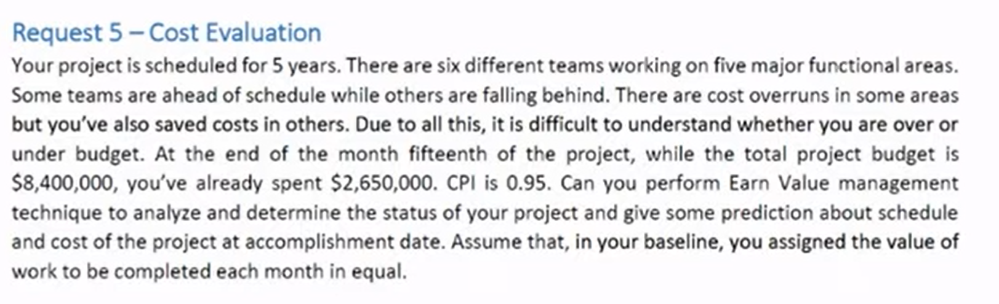 Request 5 – Cost Evaluation
Your project is scheduled for 5 years. There are six different teams working on five major functional areas.
Some teams are ahead of schedule while others are falling behind. There are cost overruns in some areas
but you've also saved costs in others. Due to all this, it is difficult to understand whether you are over or
under budget. At the end of the month fifteenth of the project, while the total project budget is
$8,400,000, you've already spent $2,650,000. CPI is 0.95. Can you perform Earn Value management
technique to analyze and determine the status of your project and give some prediction about schedule
and cost of the project at accomplishment date. Assume that, in your baseline, you assigned the value of
work to be completed each month in equal.